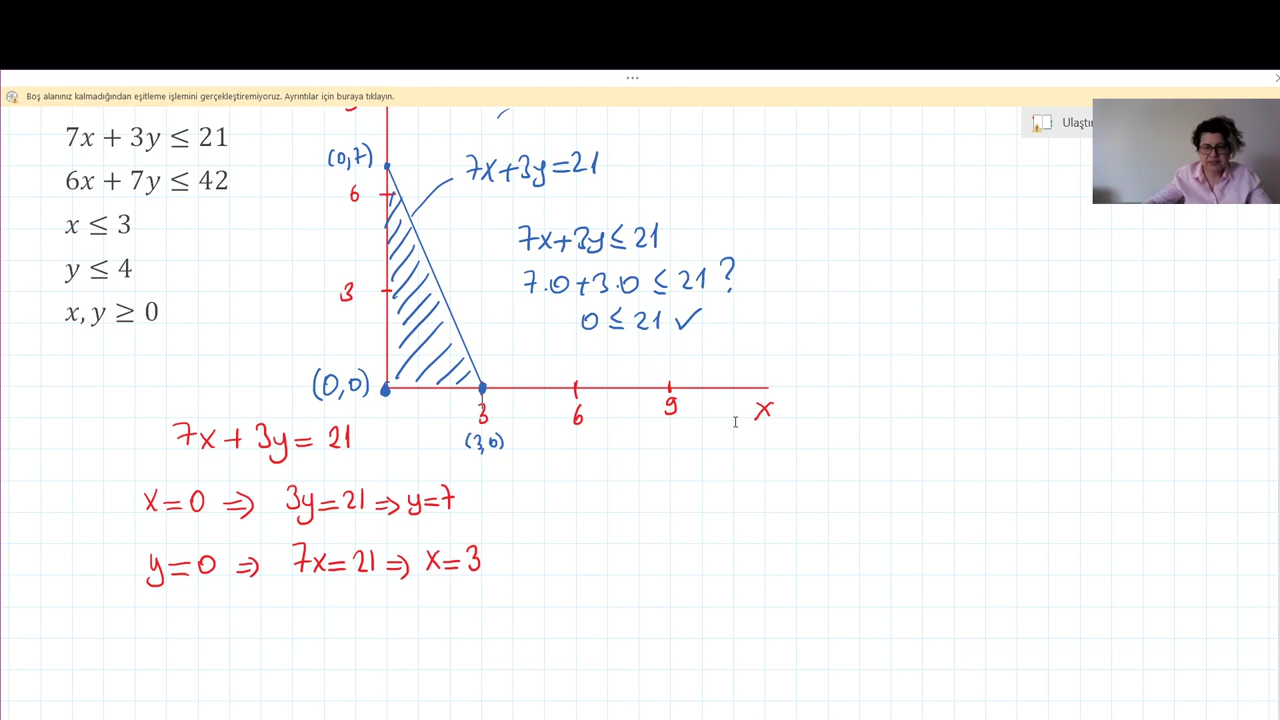 ...
Boş alanınız kalmadığından eşitleme işlemini gerçekleştiremiyoruz. Ayrıntılar için buraya tıklayın.
Ulaştır
7x + 3y ≤ 21
6x + 7y ≤ 42
x ≤ 3
y ≤ 4
x, y ≥ 0
(0,7)
7x+3y=21
6
7x+3y ≤ 21
7.0+3.0 ≤ 21 ?
3
0 ≤ 21 ✓
(0,0)
3
6
9
x
(3,0)
7x + 3y = 21
x=0 ⇒ 3y=21 ⇒ y=7
y=0 ⇒ 7x=21 ⇒ x=3